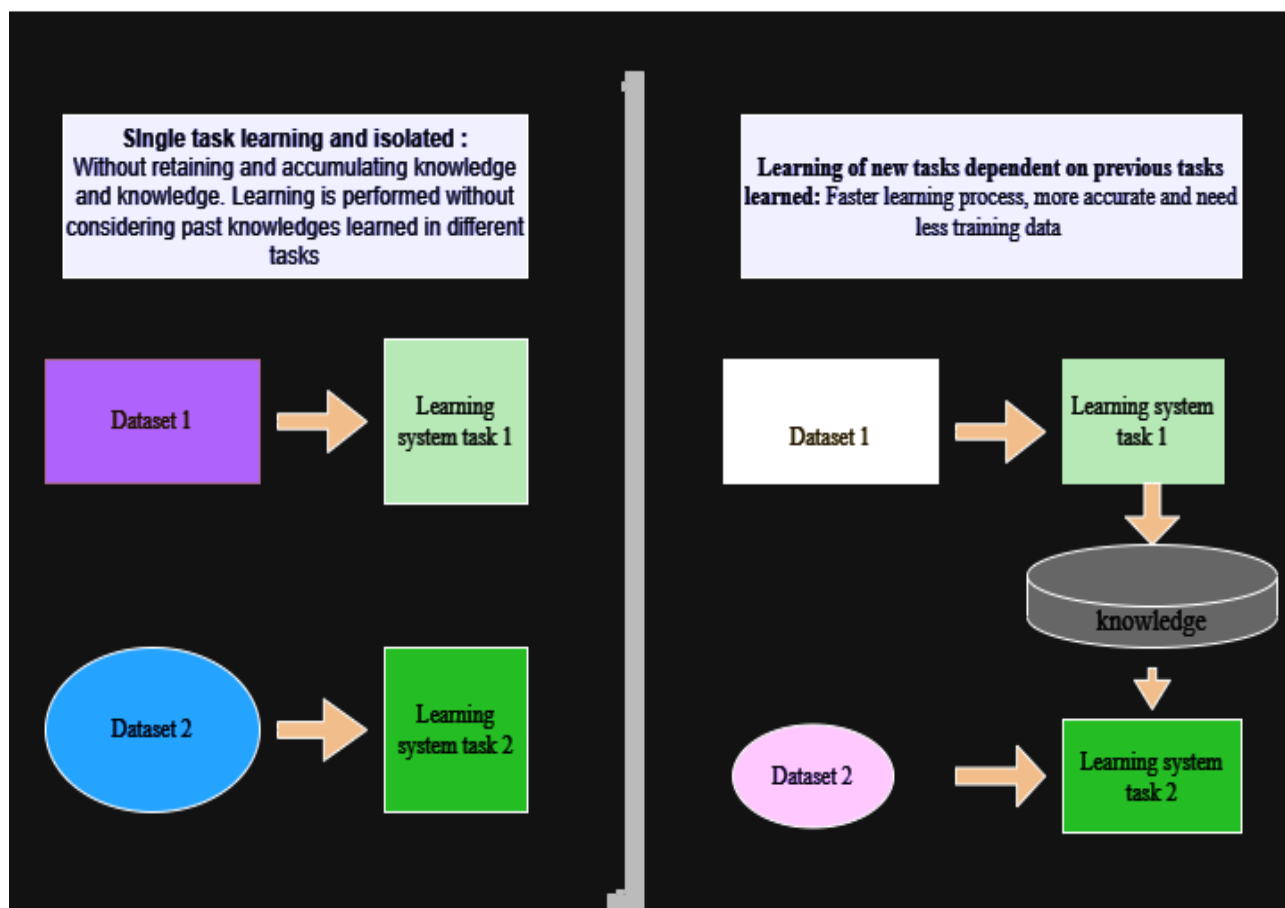 Single task learning and isolated :
Without retaining and accumulating knowledge
and knowledge. Learning is performed without
considering past knowledges learned in different
tasks
Dataset 1
Learning
system task 1
Dataset 2
Learning
system task 2
Learning of new tasks dependent on previous tasks
learned: Faster learning process, more accurate and need
less training data
Dataset 1
Learning system
task 1
knowledge
Dataset 2
Learning system
task 2